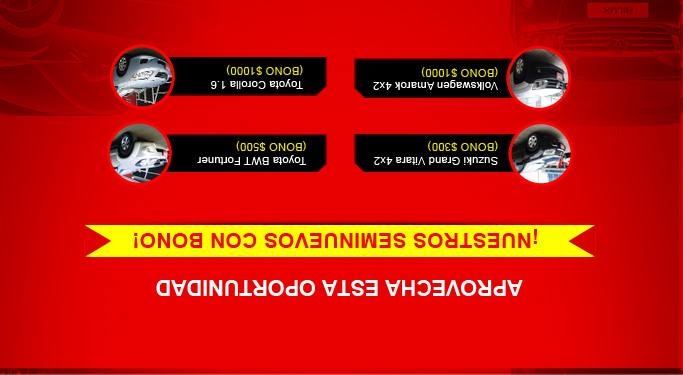 APROVECHA ESTA OPORTUNIDAD
¡NUESTROS SEMINUEVOS CON BONO!
Suzuki Grand Vitara 4x2
(BONO $300)
Toyota BWT Fortuner
(BONO $500)
Volkswagen Amarok 4x2
(BONO $1000)
Toyota Corolla 1.6
(BONO $1000)
HILUX